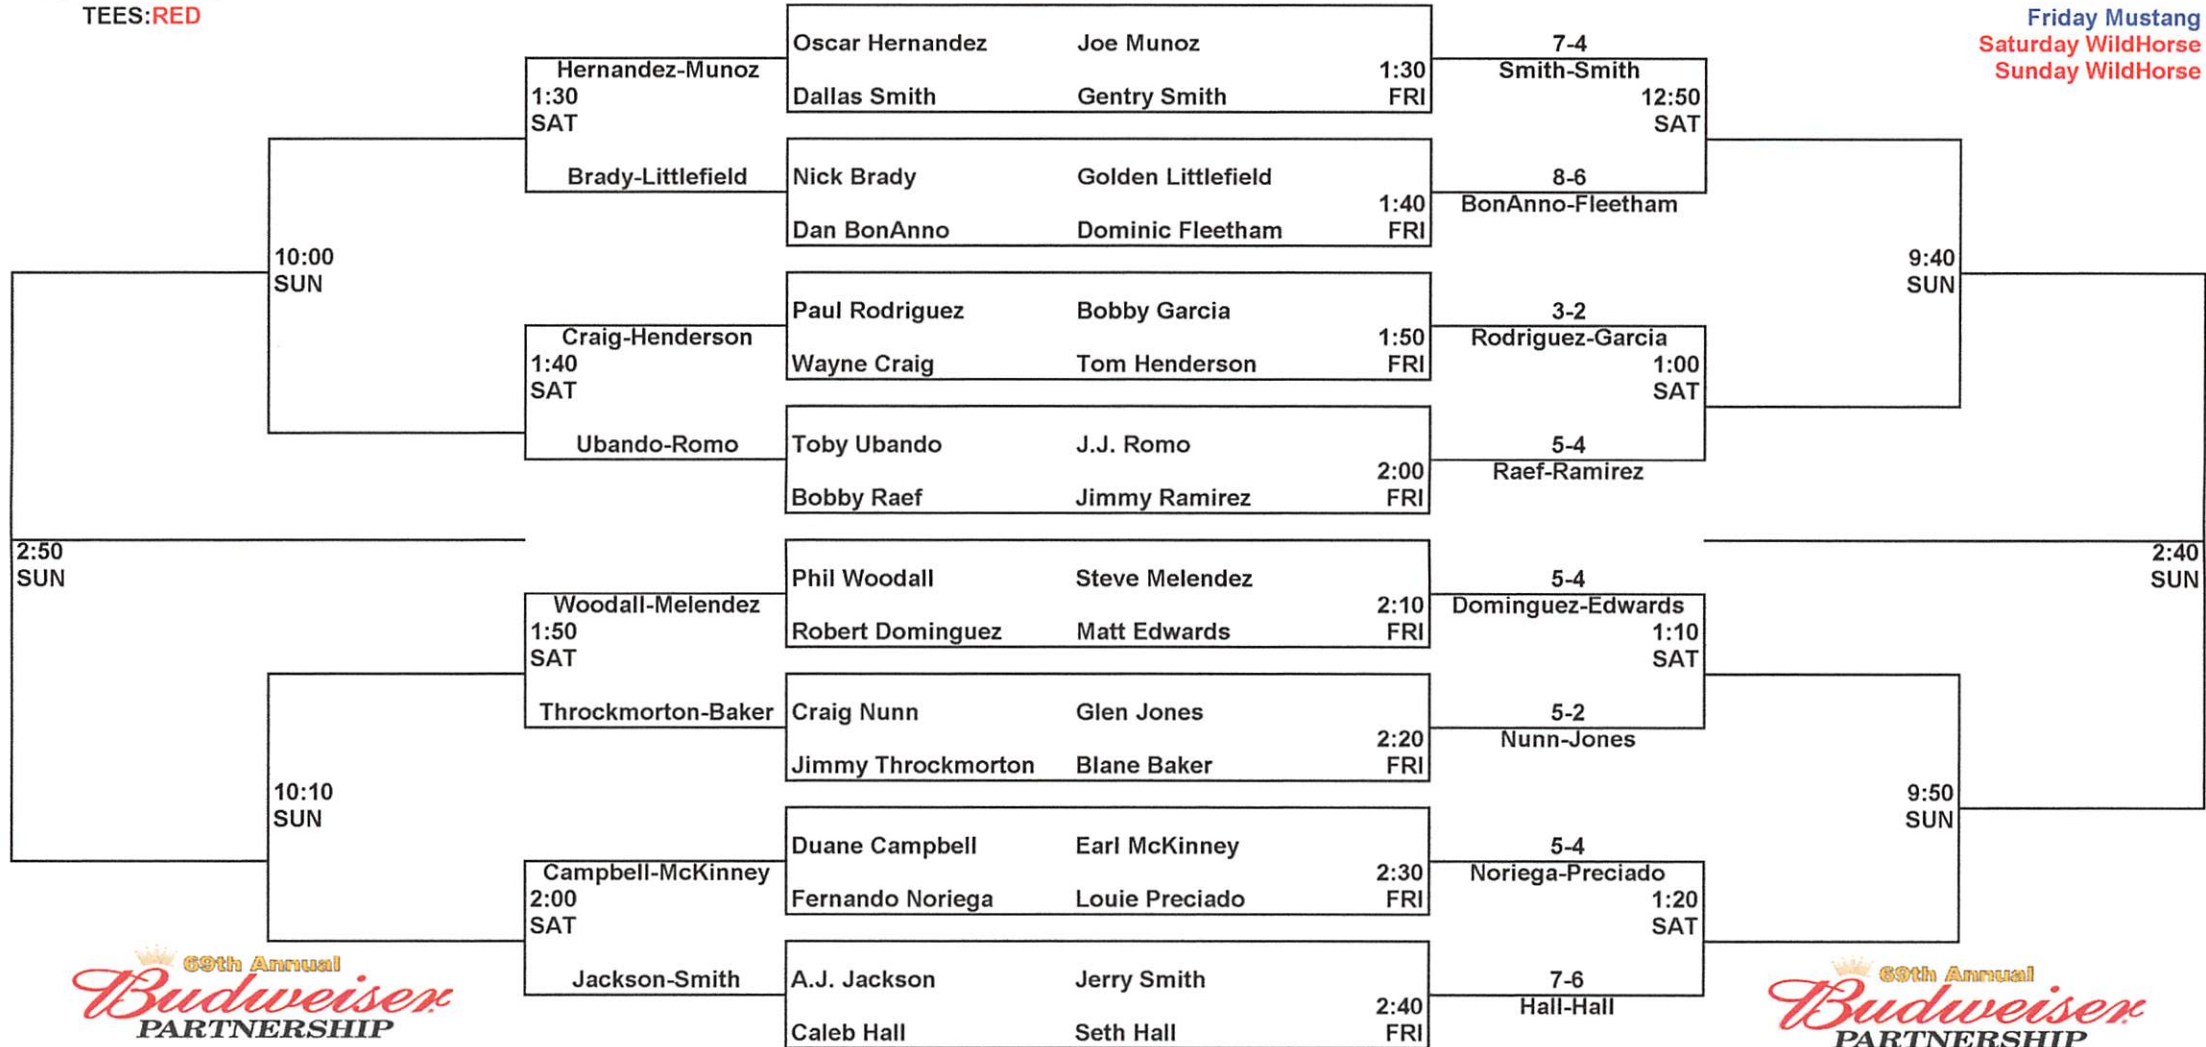 TEES:RED
Friday Mustang
Saturday WildHorse
Sunday WildHorse
Hernandez-Munoz
1:30
SAT
Brady-Littlefield
10:00
SUN
Craig-Henderson
1:40
SAT
Ubando-Romo
2:50
SUN
Woodall-Melendez
1:50
SAT
Throckmorton-Baker
10:10
SUN
Campbell-McKinney
2:00
SAT
Jackson-Smith
Oscar Hernandez Joe Munoz
1:30
Dallas Smith Gentry Smith FRI
Nick Brady Golden Littlefield
1:40
Dan BonAnno Dominic Fleetham FRI
Paul Rodriguez Bobby Garcia
1:50
Wayne Craig Tom Henderson FRI
Toby Ubando J.J. Romo
2:00
Bobby Raef Jimmy Ramirez FRI
Phil Woodall Steve Melendez
2:10
Robert Dominguez Matt Edwards FRI
Craig Nunn Glen Jones
2:20
Jimmy Throckmorton Blane Baker FRI
Duane Campbell Earl McKinney
2:30
Fernando Noriega Louie Preciado FRI
A.J. Jackson Jerry Smith
2:40
Caleb Hall Seth Hall FRI
7-4
Smith-Smith
12:50
SAT
8-6
BonAnno-Fleetham
9:40
SUN
3-2
Rodriguez-Garcia
1:00
SAT
5-4
Raef-Ramirez
2:40
SUN
5-4
Dominguez-Edwards
1:10
SAT
5-2
Nunn-Jones
9:50
SUN
5-4
Noriega-Preciado
1:20
SAT
7-6
Hall-Hall
69th Annual
Budweiser
PARTNERSHIP
69th Annual
Budweiser
PARTNERSHIP